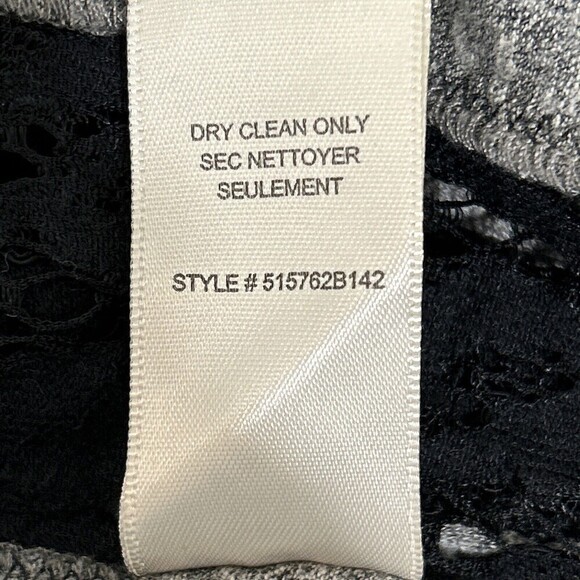 DRY CLEAN ONLY
SEC NETTOYER
SEULEMENT
STYLE # 515762B142